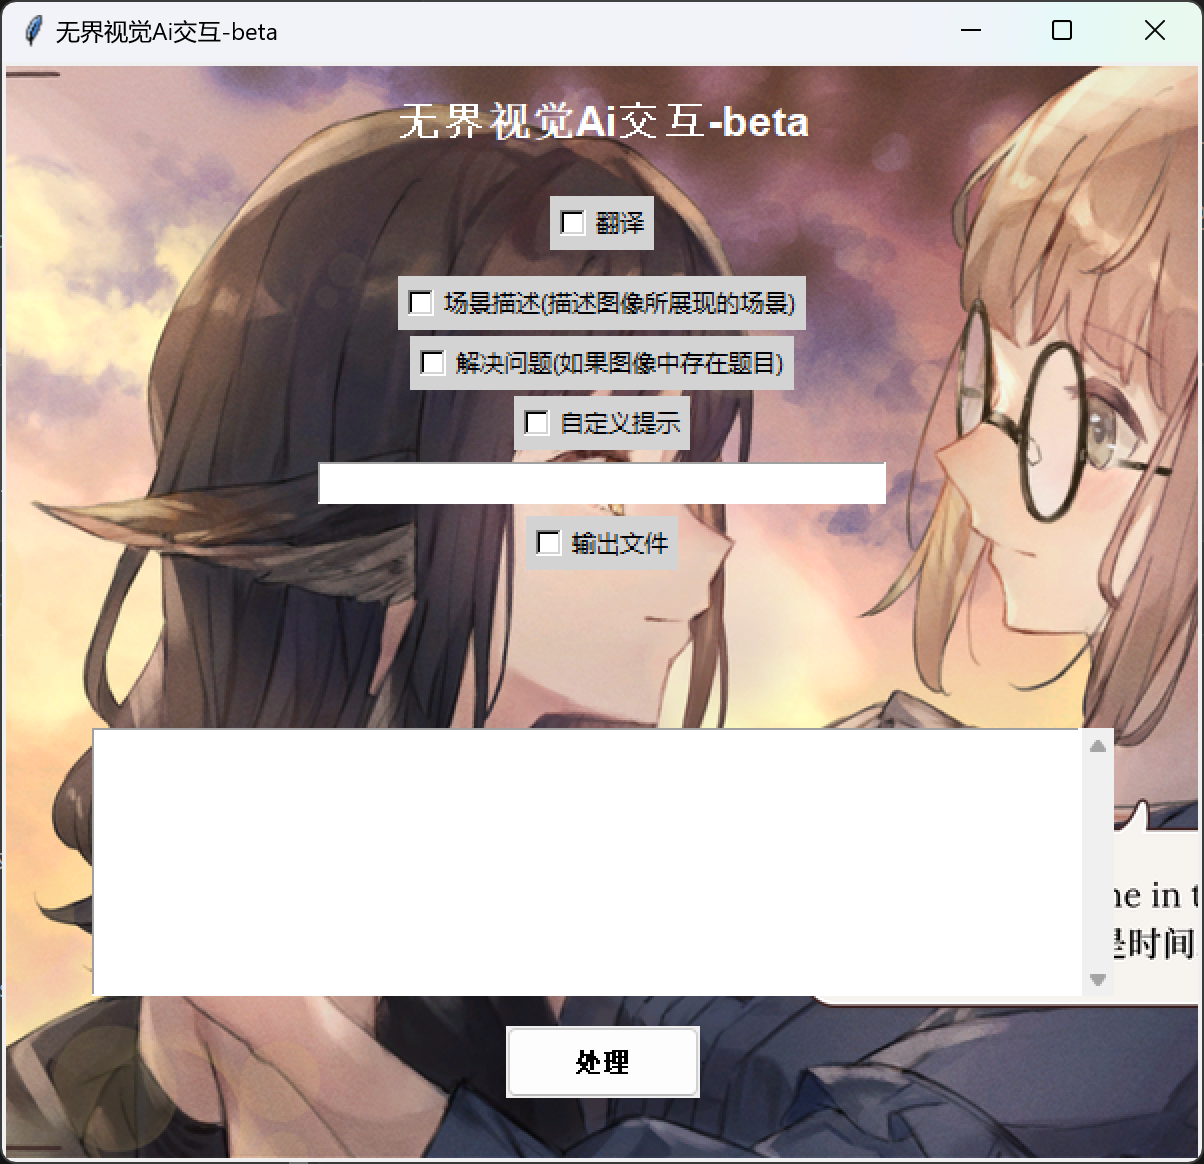 无界视觉Ai交互-beta
无界视觉Ai交互-beta
翻译
场景描述(描述图像所展现的场景)
解决问题(如果图像中存在题目)
自定义提示
输出文件
in
是时间
处理